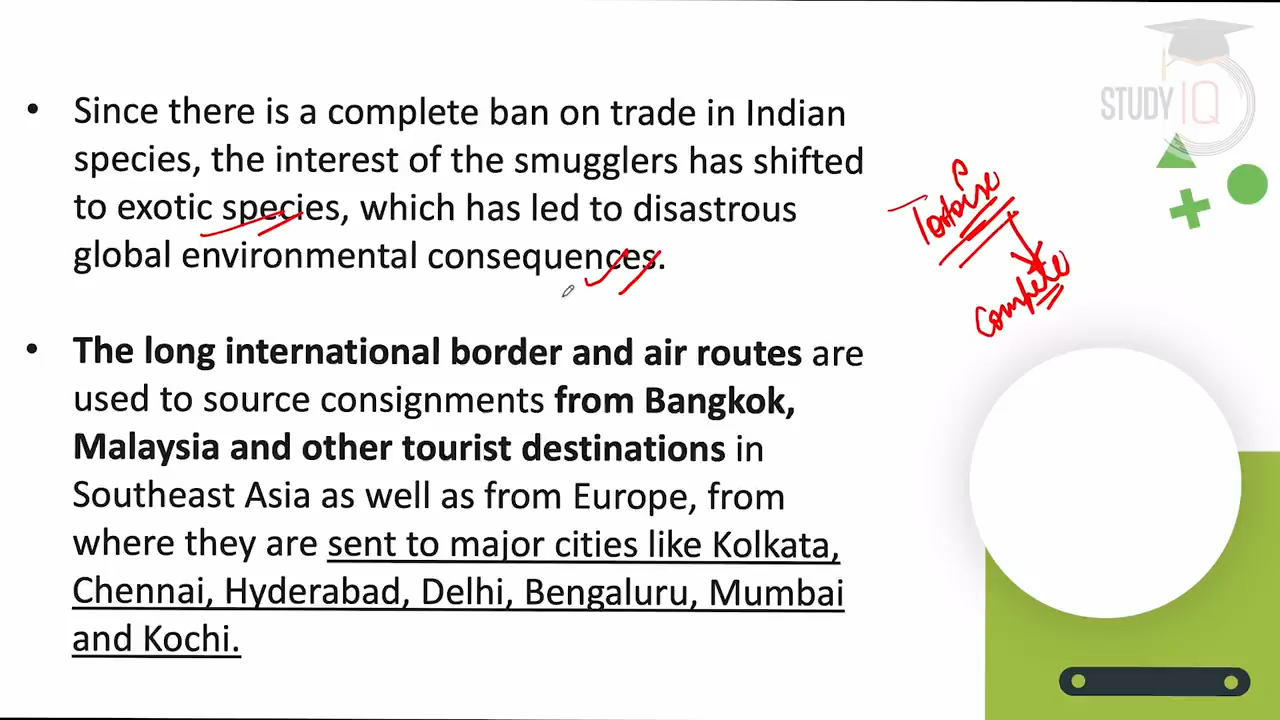 STUDY IQ
• Since there is a complete ban on trade in Indian
species, the interest of the smugglers has shifted
to exotic species, which has led to disastrous
global environmental consequences.
Tortoise
Compete
• The long international border and air routes are
used to source consignments from Bangkok,
Malaysia and other tourist destinations in
Southeast Asia as well as from Europe, from
where they are sent to major cities like Kolkata,
Chennai, Hyderabad, Delhi, Bengaluru, Mumbai
and Kochi.